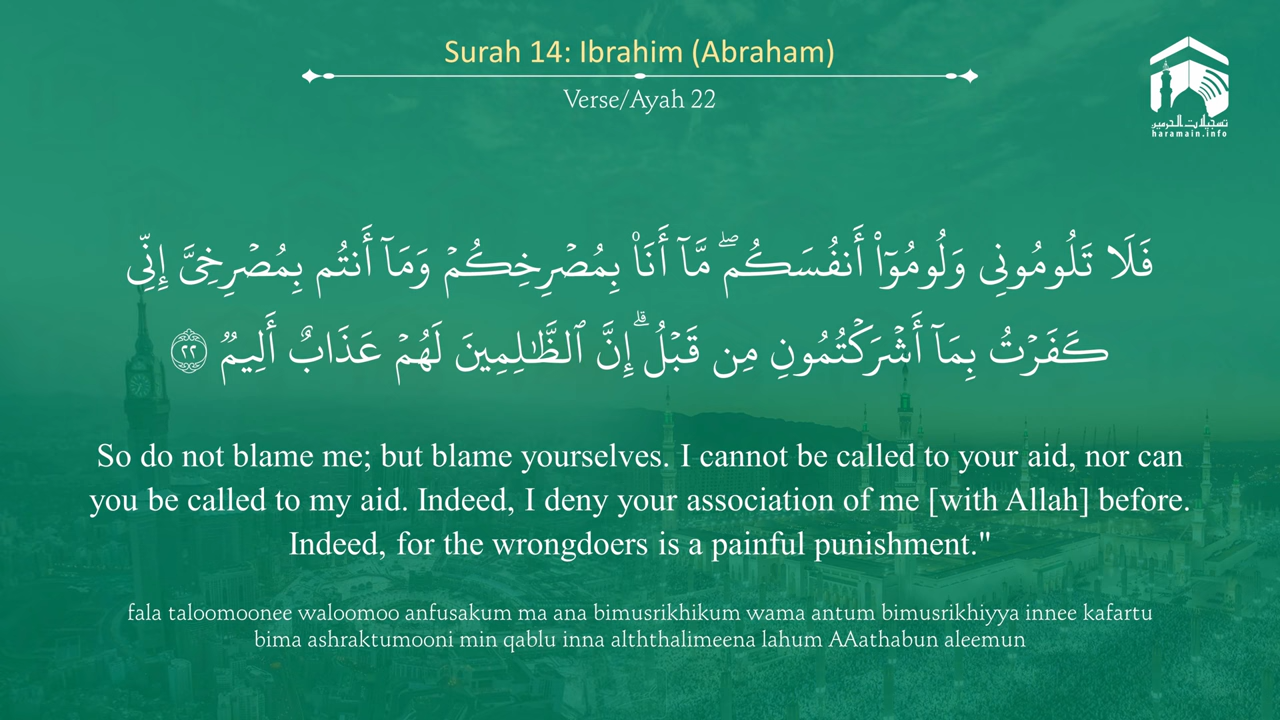 Surah 14: Ibrahim (Abraham)
Verse/Ayah 22
تسجيلات الحرمين
haramain.info
فَلَا تَلُومُونِى وَلُومُوٓا۟ أَنفُسَكُم ۖ مَّآ أَنَا۠ بِمُصْرِخِكُمْ وَمَآ أَنتُم بِمُصْرِخِىَّ إِنِّى
كَفَرْتُ بِمَآ أَشْرَكْتُمُونِ مِن قَبْلُ ۗ إِنَّ ٱلظَّـٰلِمِينَ لَهُمْ عَذَابٌ أَلِيمٌ ٢٢
So do not blame me; but blame yourselves. I cannot be called to your aid, nor can
you be called to my aid. Indeed, I deny your association of me [with Allah] before.
Indeed, for the wrongdoers is a painful punishment."
fala taloomoonee waloomoo anfusakum ma ana bimusrikhikum wama antum bimusrikhiyya innee kafartu
bima ashraktumooni min qablu inna alththalimeena lahum AAathabun aleemun